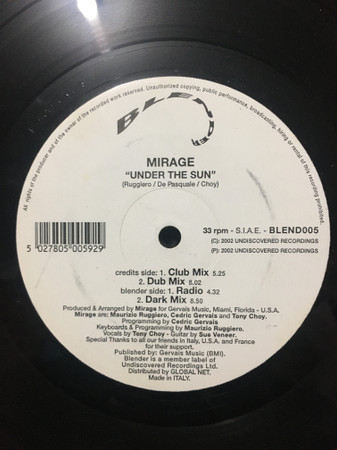 All rights of the producer and of the owner of the recorded work reserved. Unauthorized copying, public performance, broadcasting, hiring or rental of this recording prohibited.
BLENDER
MIRAGE
"UNDER THE SUN"
(Ruggiero / De Pasquale / Choy)
33 rpm - S.I.A.E. - BLEND005
(C): 2002 UNDISCOVERED RECORDINGS
(P): 2002 UNDISCOVERED RECORDINGS
5 027805 005929
credits side: 1. Club Mix 5.25
2. Dub Mix 8.02
blender side: 1. Radio 4.32
2. Dark Mix 8.50
Produced & Arranged by Mirage for Gervais Music, Miami, Florida - U.S.A.
Mirage are: Maurizio Ruggiero, Cedric Gervais and Tony Choy.
Programming by Cedric Gervais
Keyboards & Programming by Maurizio Ruggiero.
Vocals by Tony Choy - Guitar by Sue Veneer.
Special Thanks to all our friends in Italy, U.S.A. and France
for their support.
Published by: Gervais Music (BMI).
Blender is a member label of
Undiscovered Recordings Ltd.
Distributed by GLOBAL NET.
Made in ITALY.